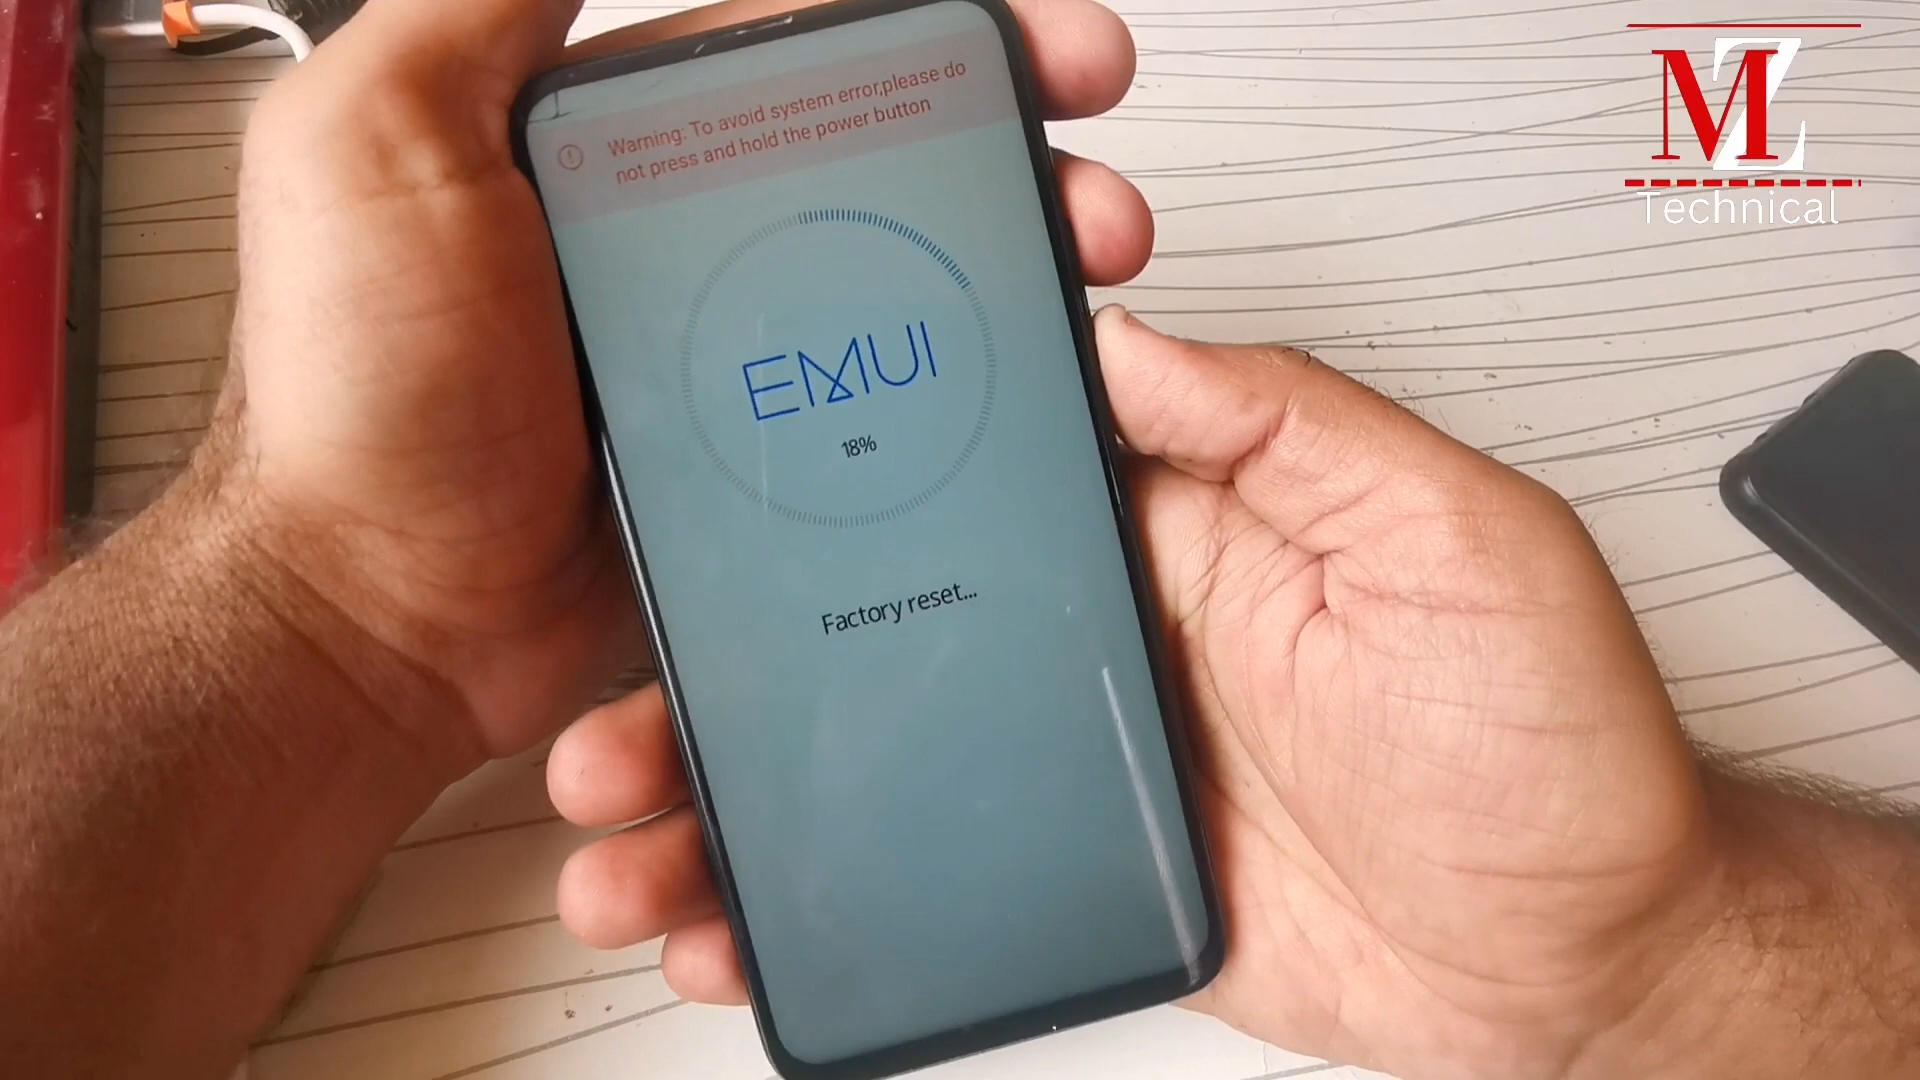 Warning: To avoid system error,please do
not press and hold the power button
EMUI
18%
Factory reset...
MZ
Technical